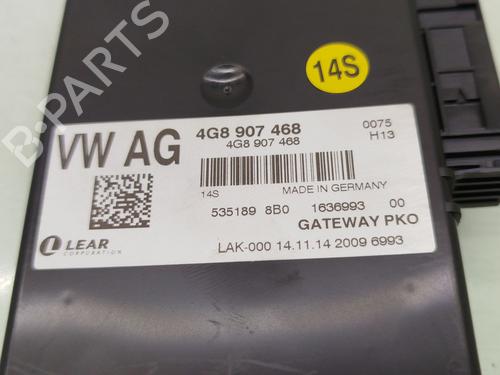 14S
VW AG
4G8 907 468
4G8 907 468
0075
H13
14S
MADE IN GERMANY
535189 8B0 1636993 00
GATEWAY PKO
LEAR
CORPORATION
LAK-000 14.11.14 2009 6993
B-PARTS